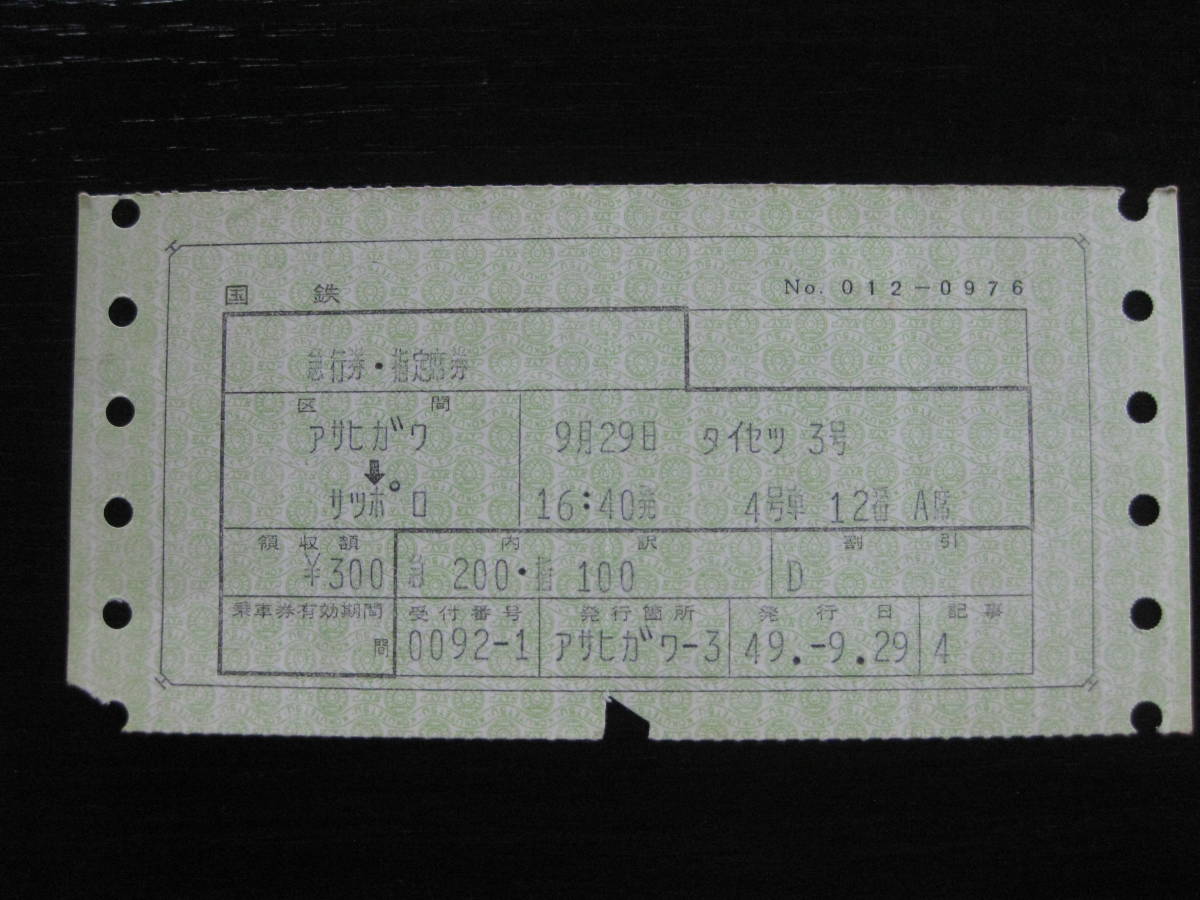 国鉄 No. 012-0976
急行券・指定席券
区間
アサヒガワ 9月29日 タイセツ 3号
↓
サツポロ 16:40発 4号車 12番 A席
領収額 内訳 割引
¥300 急 200・指 100 D
乗車券有効期間 受付番号 発行箇所 発行日 記事
間 0092-1 アサヒガワ-3 49.-9.29 4